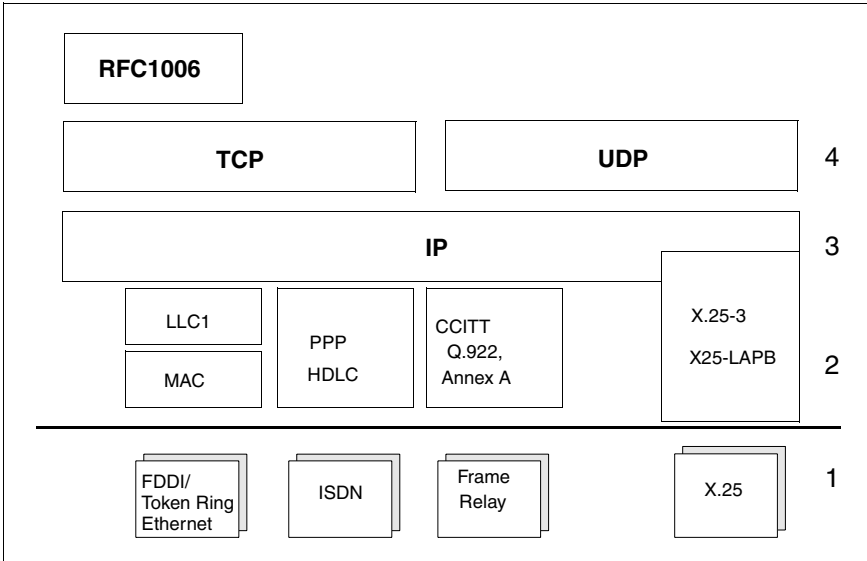 RFC1006
TCP
UDP
4
IP
3
LLC1
MAC
PPP
HDLC
CCITT
Q.922,
Annex A
X.25-3
X25-LAPB
2
FDDI/
Token Ring
Ethernet
ISDN
Frame
Relay
X.25
1